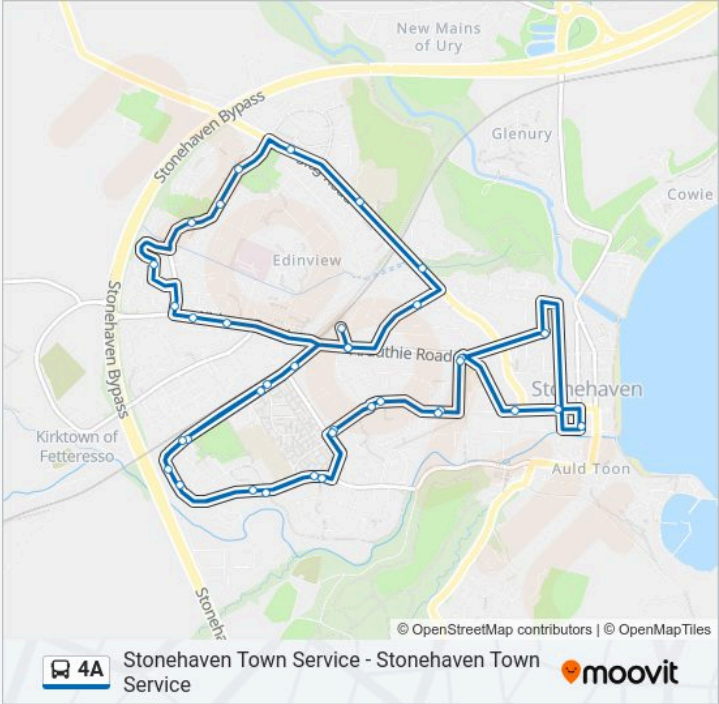 New Mains
of Ury
Stonehaven Bypass
Glenury
Cowie
Edinview
Stonehaven Bypass
Road
Stonehaven
Kirktown of
Fetteresso
Auld Toon
© OpenStreetMap contributors | © OpenMapTiles
4A
Stonehaven Town Service - Stonehaven Town
Service
moovit